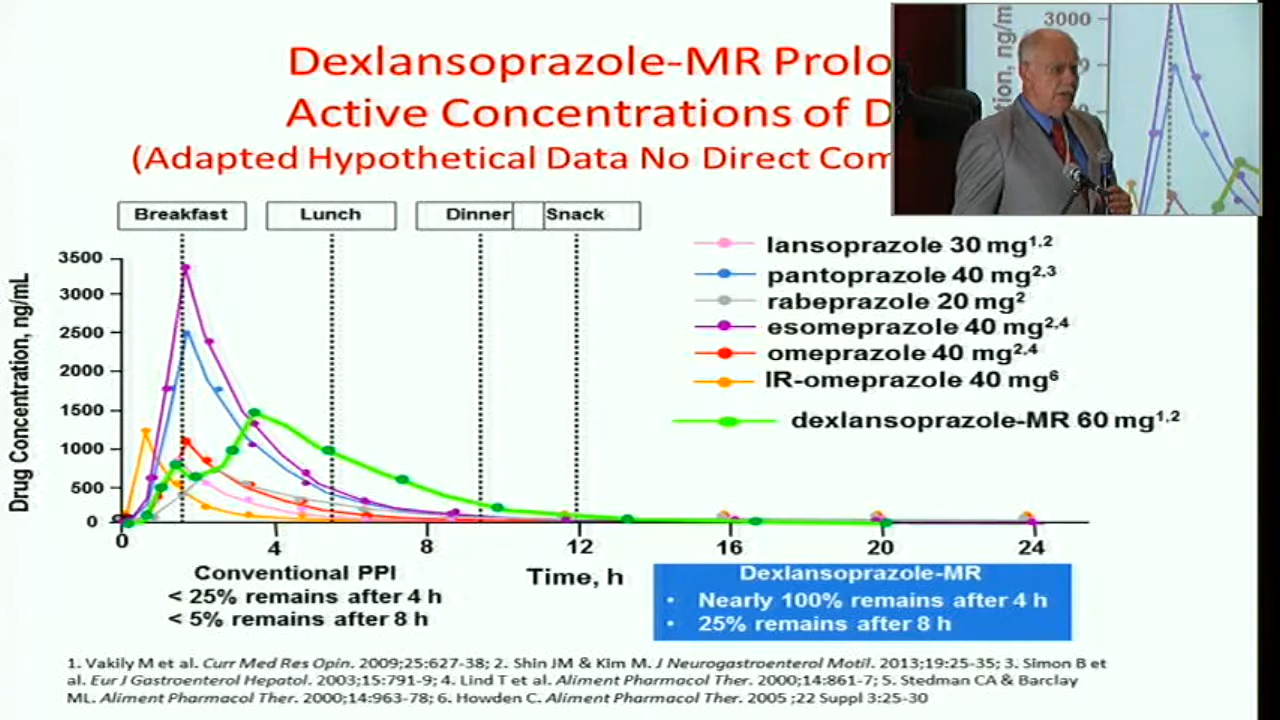 Dexlansoprazole-MR Prolo
Active Concentrations of D
(Adapted Hypothetical Data No Direct Com
3000
Breakfast
Lunch
Dinner
Snack
Drug Concentration, ng/mL
3500
3000
2500
2000
1500
1000
500
0
lansoprazole 30 mg1,2
pantoprazole 40 mg2,3
rabeprazole 20 mg2
esomeprazole 40 mg2,4
omeprazole 40 mg2,4
IR-omeprazole 40 mg6
dexlansoprazole-MR 60 mg1,2
0 4 8 12 16 20 24
Time, h
Conventional PPI
< 25% remains after 4 h
< 5% remains after 8 h
Dexlansoprazole-MR
• Nearly 100% remains after 4 h
• 25% remains after 8 h
1. Vakily M et al. Curr Med Res Opin. 2009;25:627-38; 2. Shin JM & Kim M. J Neurogastroenterol Motil. 2013;19:25-35; 3. Simon B et
al. Eur J Gastroenterol Hepatol. 2003;15:791-9; 4. Lind T et al. Aliment Pharmacol Ther. 2000;14:861-7; 5. Stedman CA & Barclay
ML. Aliment Pharmacol Ther. 2000;14:963-78; 6. Howden C. Aliment Pharmacol Ther. 2005 ;22 Suppl 3:25-30